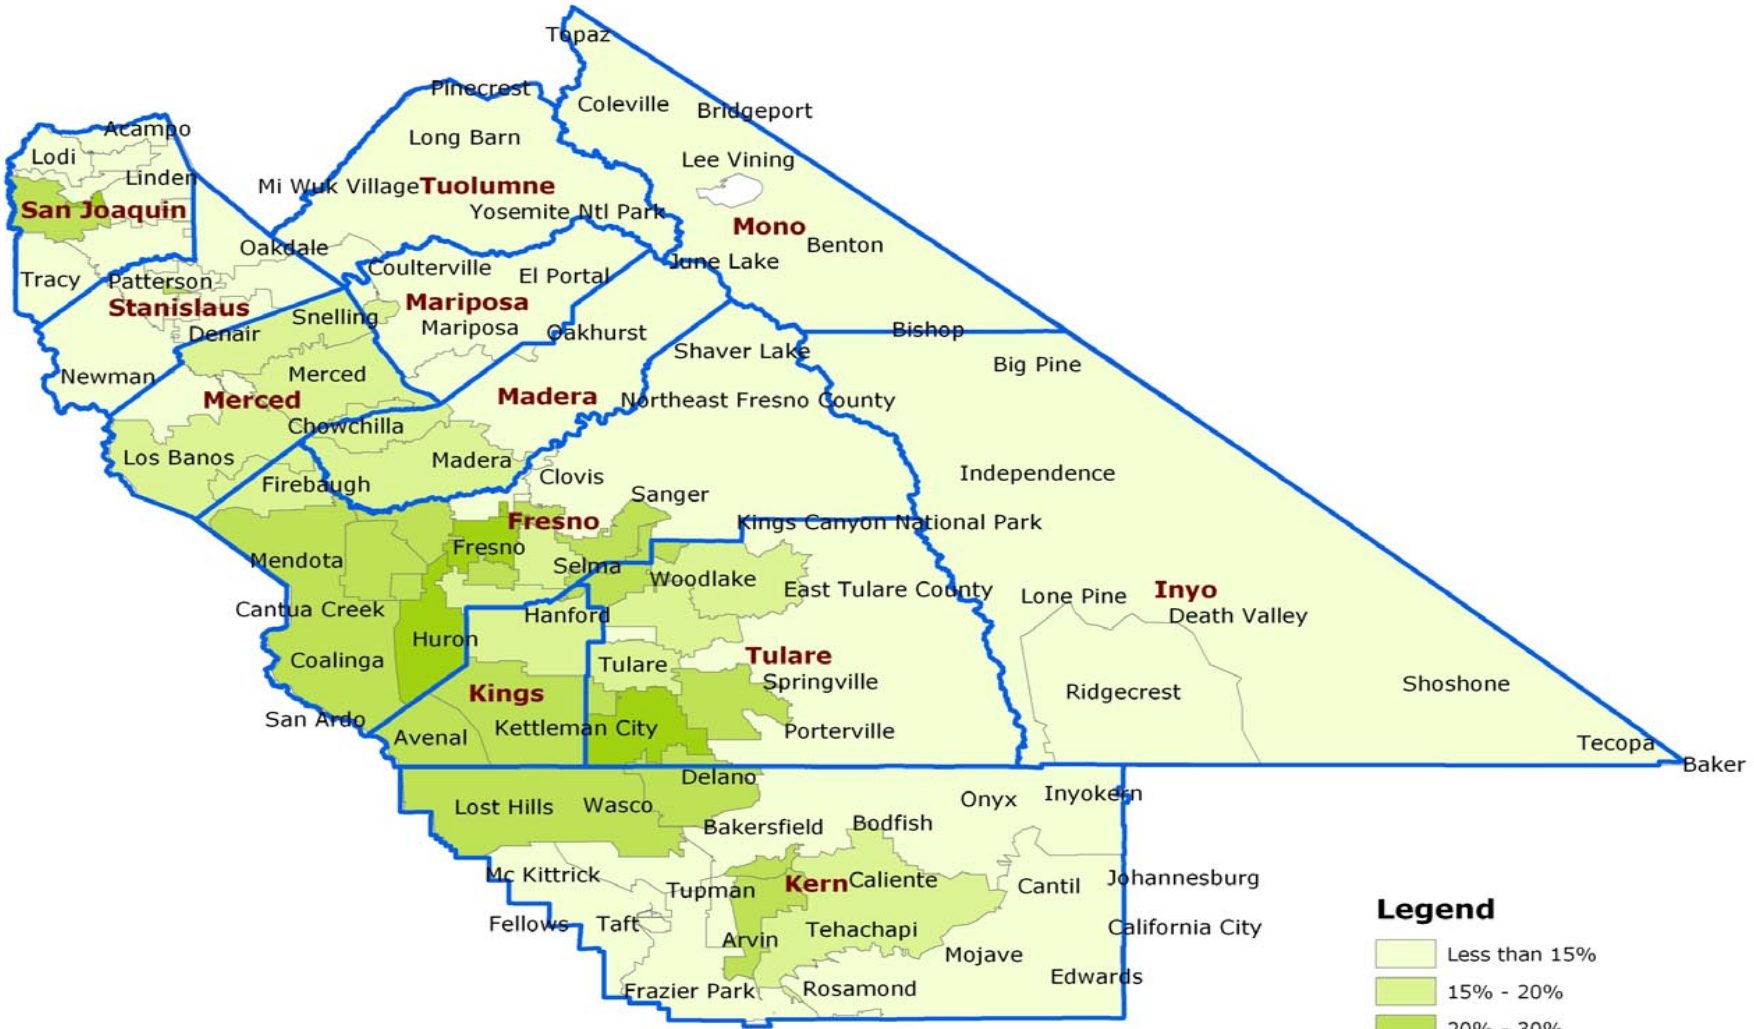 Topaz
Pinecrest
Coleville
Bridgeport
Acampo
Long Barn
Lodi
Lee Vining
Linden
Mi Wuk Village
Tuolumne
San Joaquin
Yosemite Ntl Park
Mono
Oakdale
Benton
June Lake
Coulterville
El Portal
Tracy
Patterson
Mariposa
Stanislaus
Snelling
Mariposa
Denair
Oakhurst
Bishop
Shaver Lake
Big Pine
Newman
Merced
Merced
Madera
Northeast Fresno County
Chowchilla
Los Banos
Madera
Clovis
Independence
Firebaugh
Sanger
Fresno
Kings Canyon National Park
Fresno
Mendota
Selma
Woodlake
East Tulare County
Inyo
Lone Pine
Cantua Creek
Hanford
Death Valley
Huron
Coalinga
Tulare
Tulare
Springville
Shoshone
Kings
Ridgecrest
San Ardo
Kettleman City
Porterville
Avenal
Tecopa
Baker
Delano
Onyx
Inyokern
Lost Hills
Wasco
Bakersfield
Bodfish
Mc Kittrick
Tupman
Kern
Caliente
Cantil
Johannesburg
Fellows
Taft
Tehachapi
California City
Arvin
Mojave
Edwards
Frazier Park
Rosamond
Legend
Less than 15%
15% - 20%
20% - 30%